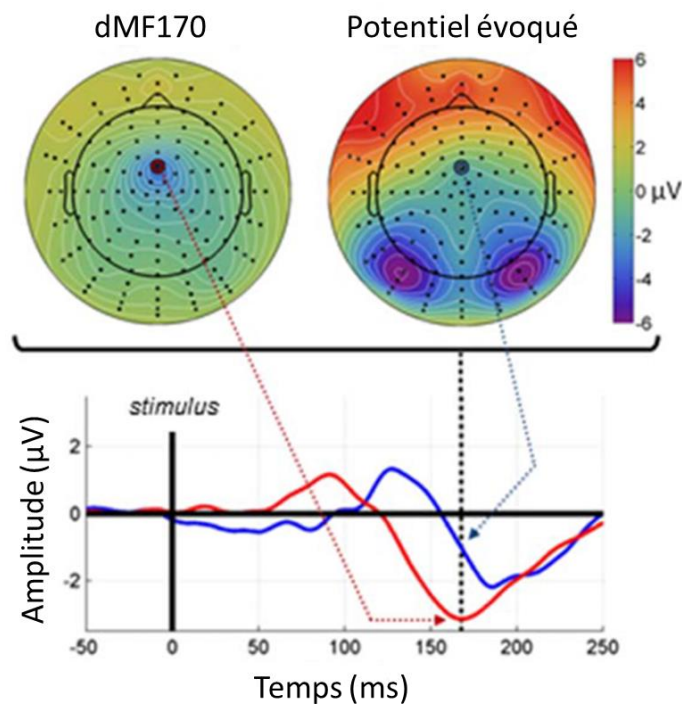 dMF170
Potentiel évoqué
6
4
2
0 µV
-2
-4
-6
stimulus
Amplitude (µV)
2
0
-2
-50 0 50 100 150 200 250
Temps (ms)